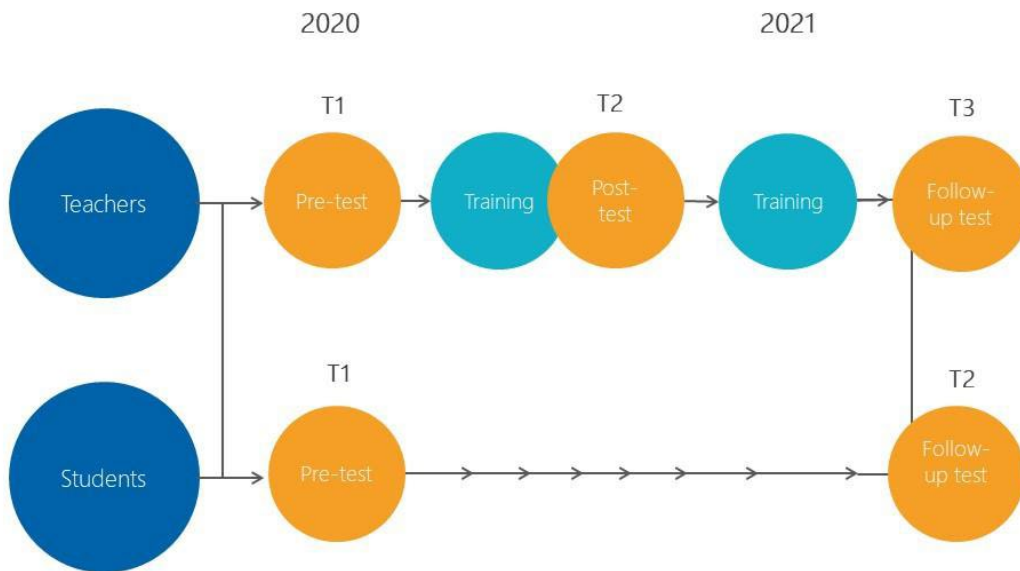 2020
2021
T1
T2
T3
Teachers
Pre-test
Training
Post-
test
Training
Follow-
up test
T1
T2
Students
Pre-test
Follow-
up test